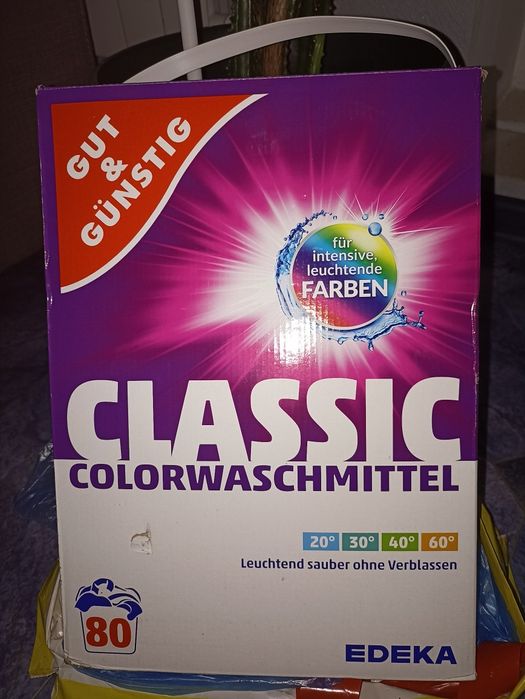 GUT
&
GÜNSTIG
für
intensive,
leuchtende
FARBEN
CLASSIC
COLORWASCHMITTEL
20° 30° 40° 60°
Leuchtend sauber ohne Verblassen
80
EDEKA